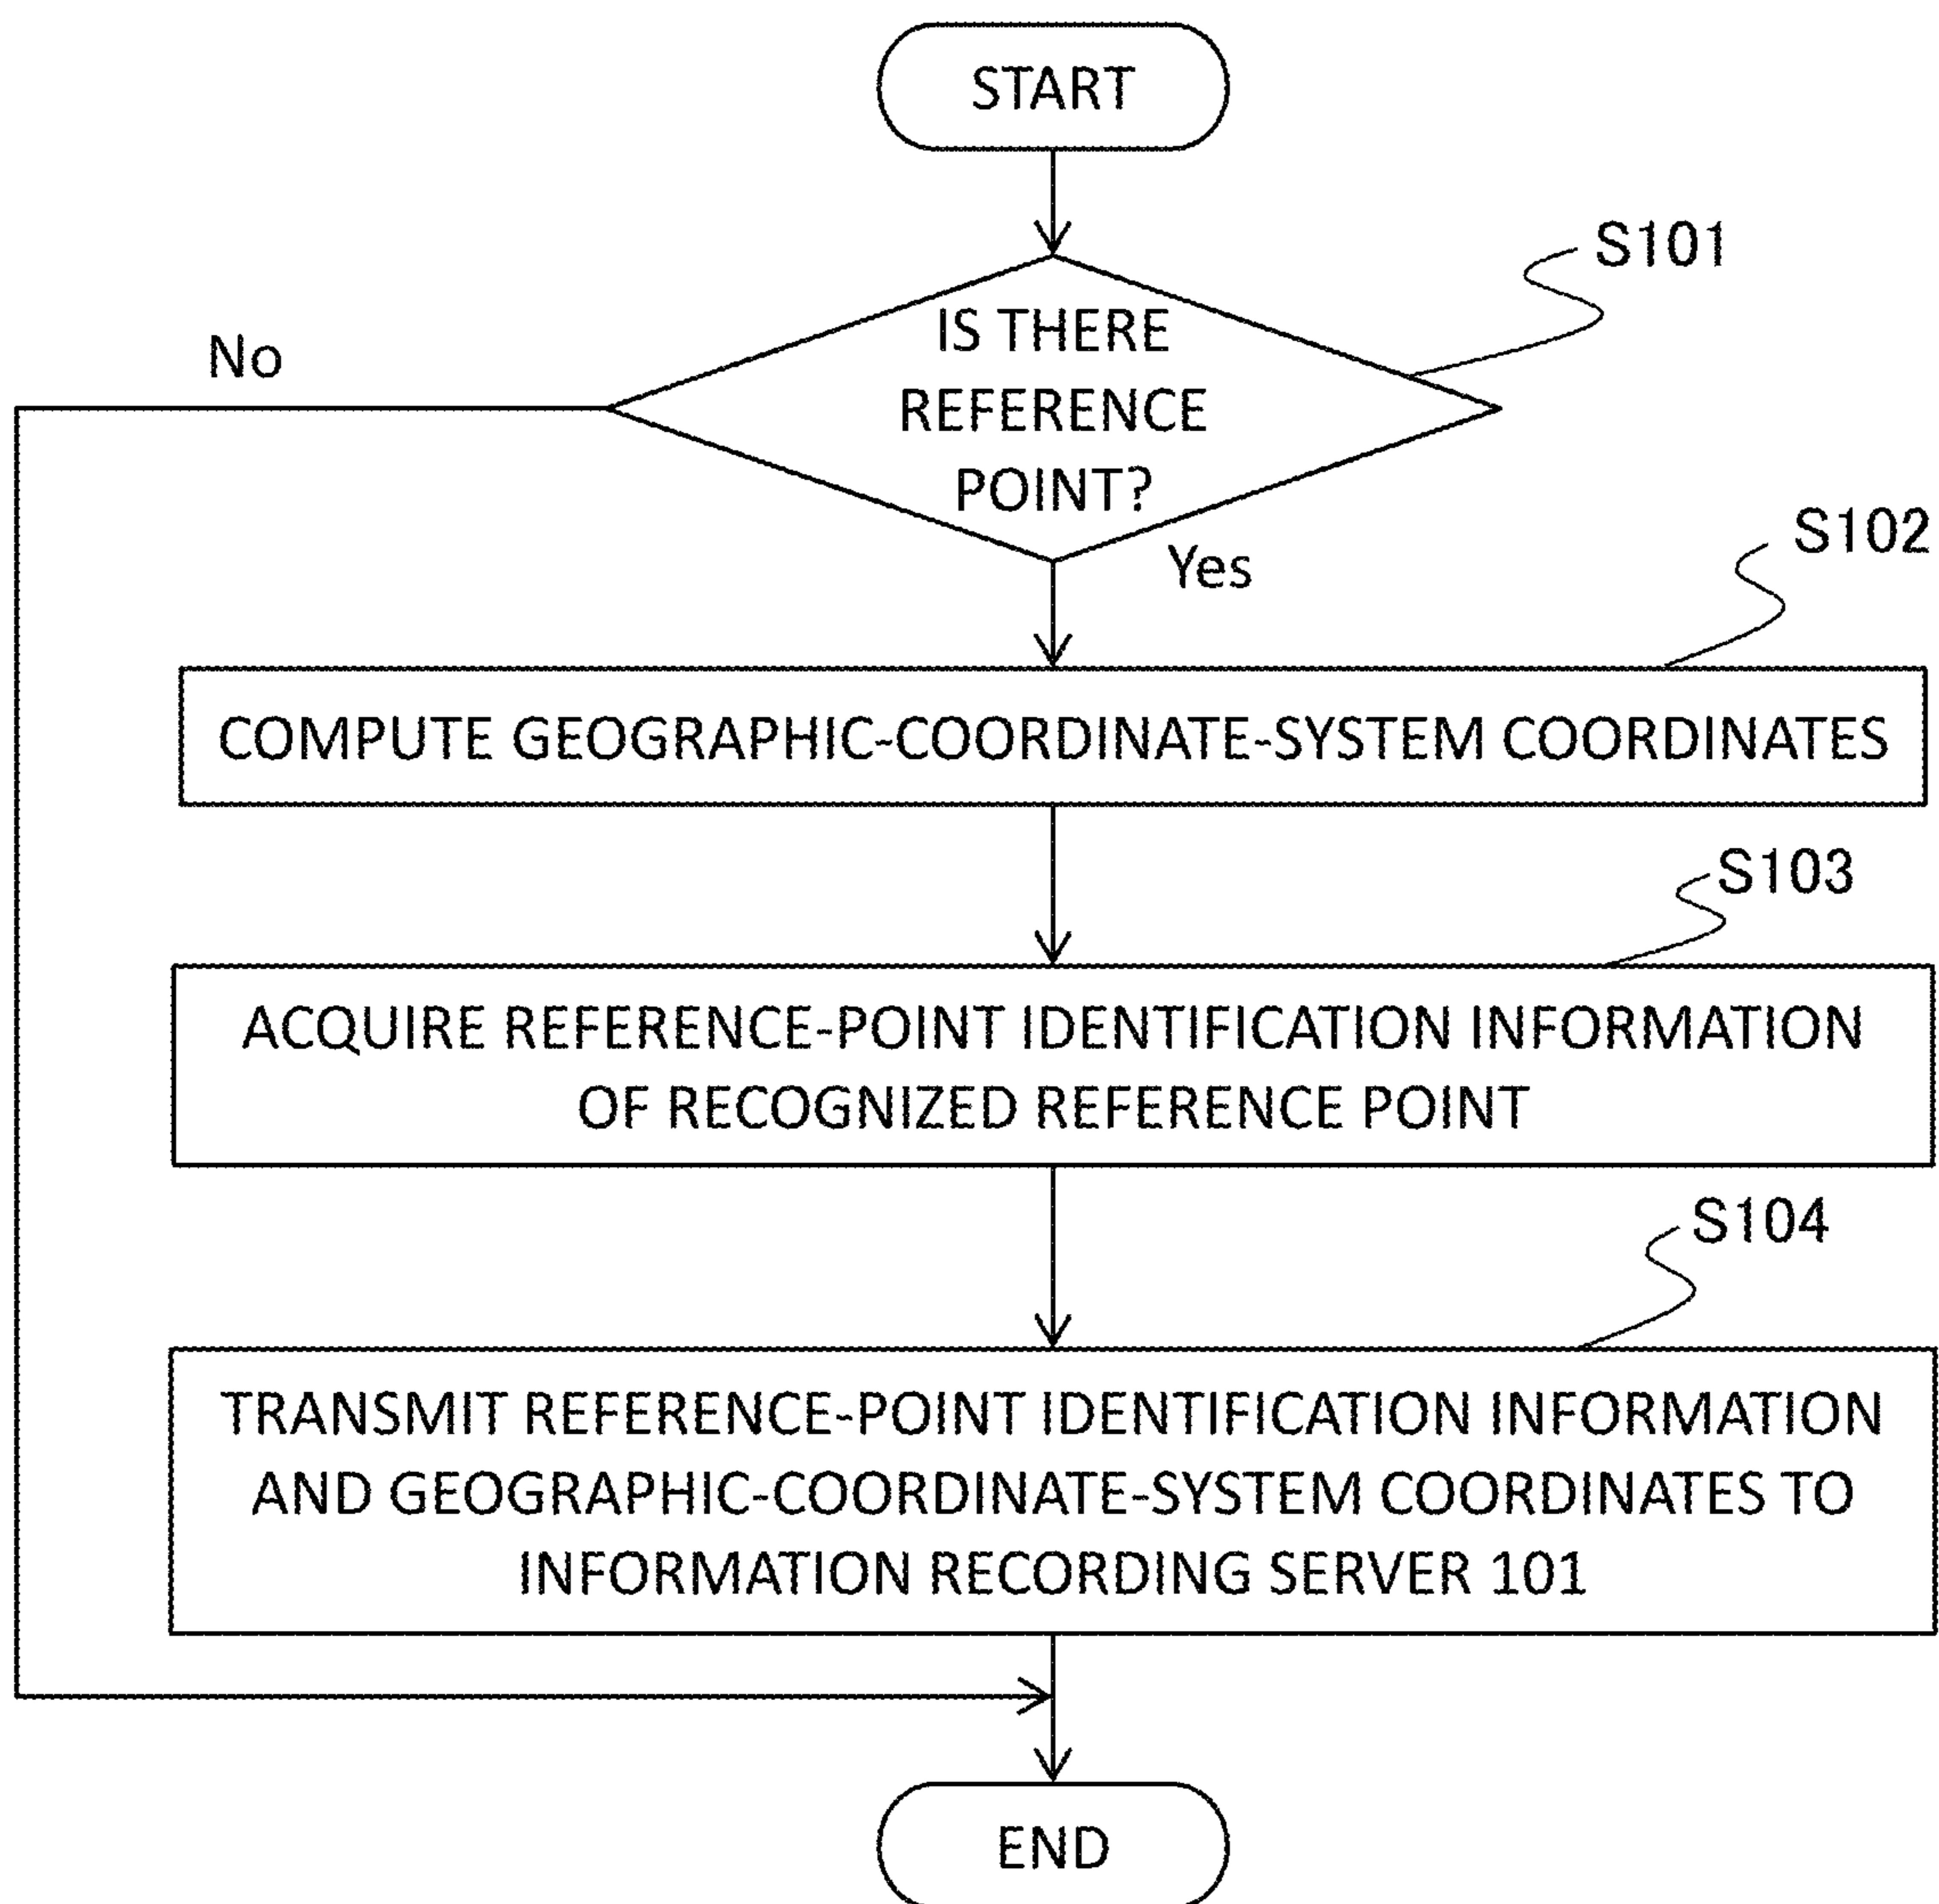 START
S101
IS THERE
REFERENCE
POINT?
No
Yes
S102
COMPUTE GEOGRAPHIC-COORDINATE-SYSTEM COORDINATES
S103
ACQUIRE REFERENCE-POINT IDENTIFICATION INFORMATION
OF RECOGNIZED REFERENCE POINT
S104
TRANSMIT REFERENCE-POINT IDENTIFICATION INFORMATION
AND GEOGRAPHIC-COORDINATE-SYSTEM COORDINATES TO
INFORMATION RECORDING SERVER 101
END